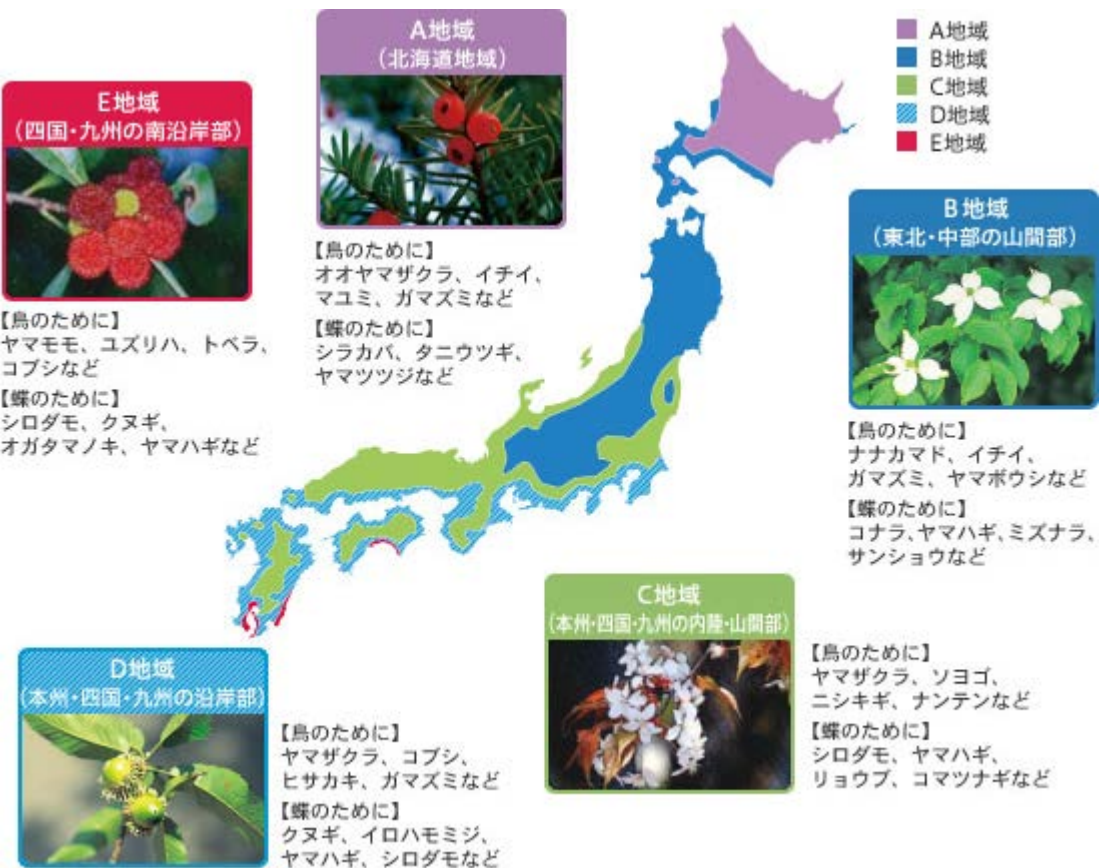 A地域
（北海道地域）
【鳥のために】
オオヤマザクラ、イチイ、
マユミ、ガマズミなど
【蝶のために】
シラカバ、タニウツギ、
ヤマツツジなど
A地域
B地域
C地域
D地域
E地域
E地域
（四国・九州の南沿岸部）
【鳥のために】
ヤマモモ、ユズリハ、トベラ、
コブシなど
【蝶のために】
シロダモ、クヌギ、
オガタマノキ、ヤマハギなど
B地域
（東北・中部の山間部）
【鳥のために】
ナナカマド、イチイ、
ガマズミ、ヤマボウシなど
【蝶のために】
コナラ、ヤマハギ、ミズナラ、
サンショウなど
C地域
（本州・四国・九州の内陸・山間部）
【鳥のために】
ヤマザクラ、ソヨゴ、
ニシキギ、ナンテンなど
【蝶のために】
シロダモ、ヤマハギ、
リョウブ、コマツナギなど
D地域
（本州・四国・九州の沿岸部）
【鳥のために】
ヤマザクラ、コブシ、
ヒサカキ、ガマズミなど
【蝶のために】
クヌギ、イロハモミジ、
ヤマハギ、シロダモなど